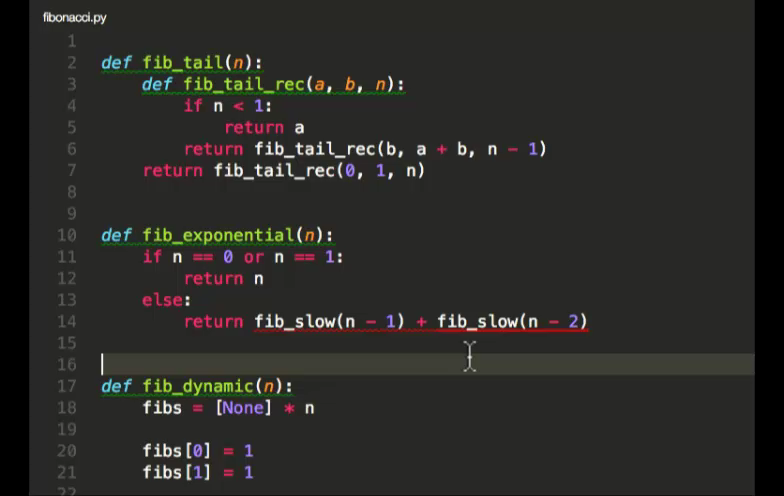 fibonacci.py
1
2 def fib_tail(n):
3     def fib_tail_rec(a, b, n):
4         if n < 1:
5             return a
6         return fib_tail_rec(b, a + b, n - 1)
7     return fib_tail_rec(0, 1, n)
8
9
10 def fib_exponential(n):
11     if n == 0 or n == 1:
12         return n
13     else:
14         return fib_slow(n - 1) + fib_slow(n - 2)
15
16
17 def fib_dynamic(n):
18     fibs = [None] * n
19
20     fibs[0] = 1
21     fibs[1] = 1
22